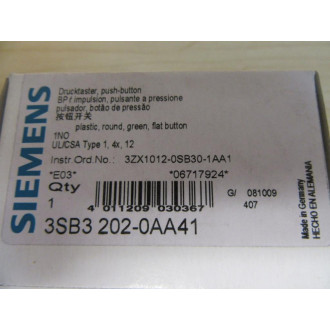 SIEMENS
Drucktaster, push-button
BP.f.impulsion, pulsante a pressione
pulsador, botão de pressão
按钮开关
plastic, round, green, flat button
1NO
UL/CSA Type 1, 4x, 12
Instr.Ord.No.: 3ZX1012-0SB30-1AA1
*E03* *06717924*
Qty
1
G/ 081009
407
4 011209 030367
3SB3 202-0AA41
Made in Germany
HECHO EN ALEMANIA